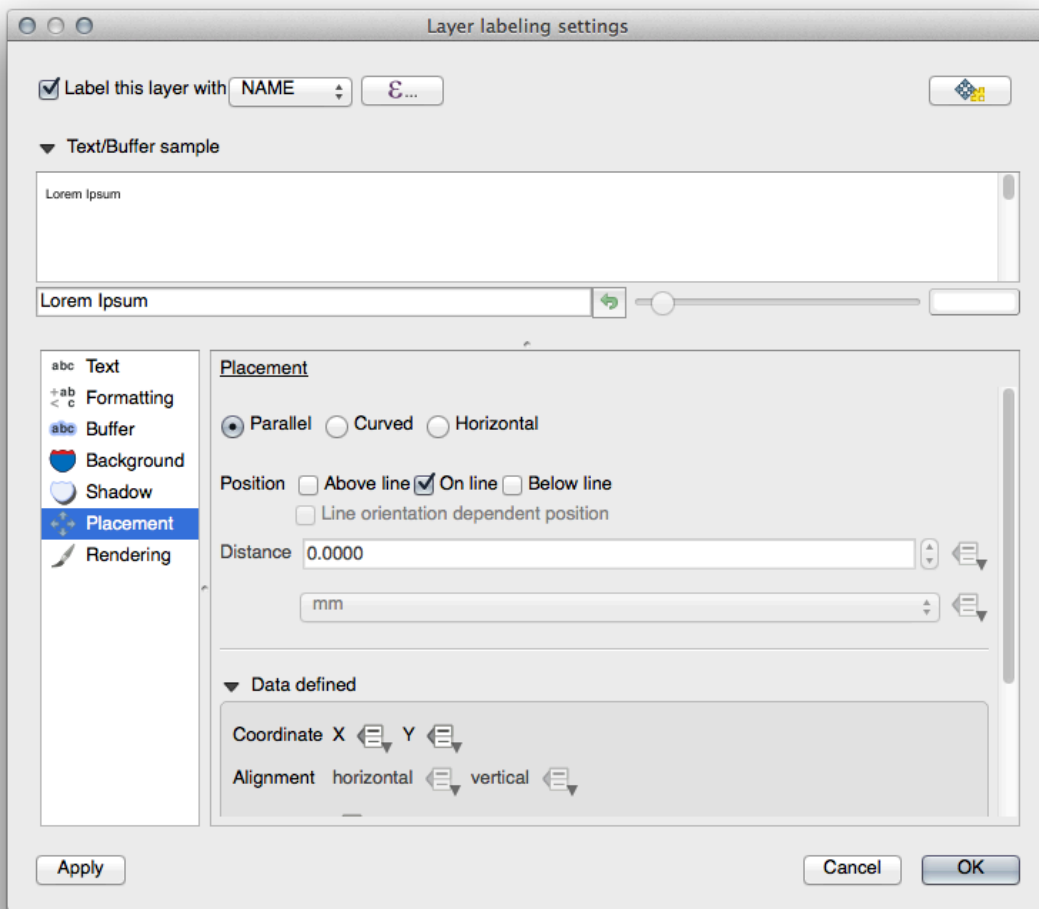 Layer labeling settings
Label this layer with NAME ε...
Text/Buffer sample
Lorem Ipsum
Lorem Ipsum
abc Text
+ab < c Formatting
abc Buffer
Background
Shadow
Placement
Rendering
Placement
Parallel Curved Horizontal
Position Above line On line Below line
Line orientation dependent position
Distance 0.0000
mm
Data defined
Coordinate X Y
Alignment horizontal vertical
Apply Cancel OK